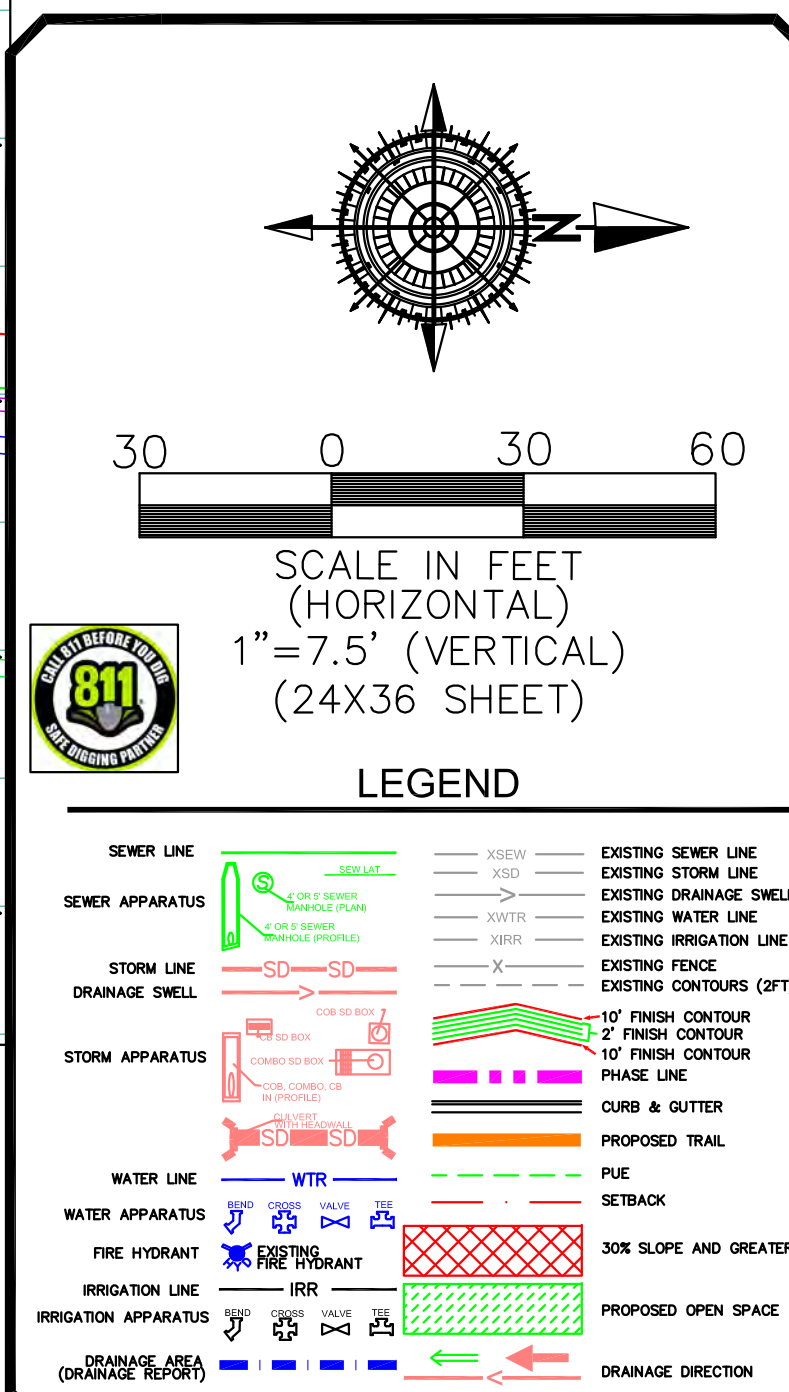 N
30 0 30 60
SCALE IN FEET
(HORIZONTAL)
1"=7.5' (VERTICAL)
(24X36 SHEET)
CALL 811 BEFORE YOU DIG
811
SAFE DIGGING PARTNER
LEGEND
SEWER LINE
SEW LAT
SEWER APPARATUS
S
4' OR 5' SEWER
MANHOLE (PLAN)
4' OR 5' SEWER
MANHOLE (PROFILE)
STORM LINE
SD SD
DRAINAGE SWELL
COB SD BOX
CB SD BOX
STORM APPARATUS
COMBO SD BOX
COB, COMBO, CB
IN (PROFILE)
CULVERT
WITH HEADWALL
SD SD
WATER LINE
WTR
WATER APPARATUS
BEND CROSS VALVE TEE
FIRE HYDRANT
EXISTING
FIRE HYDRANT
IRRIGATION LINE
IRR
IRRIGATION APPARATUS
BEND CROSS VALVE TEE
DRAINAGE AREA
(DRAINAGE REPORT)
XSEW EXISTING SEWER LINE
XSD EXISTING STORM LINE
EXISTING DRAINAGE SWELL
XWTR EXISTING WATER LINE
XIRR EXISTING IRRIGATION LINE
X EXISTING FENCE
EXISTING CONTOURS (2FT
10' FINISH CONTOUR
2' FINISH CONTOUR
10' FINISH CONTOUR
PHASE LINE
CURB & GUTTER
PROPOSED TRAIL
PUE
SETBACK
30% SLOPE AND GREATER
PROPOSED OPEN SPACE
DRAINAGE DIRECTION